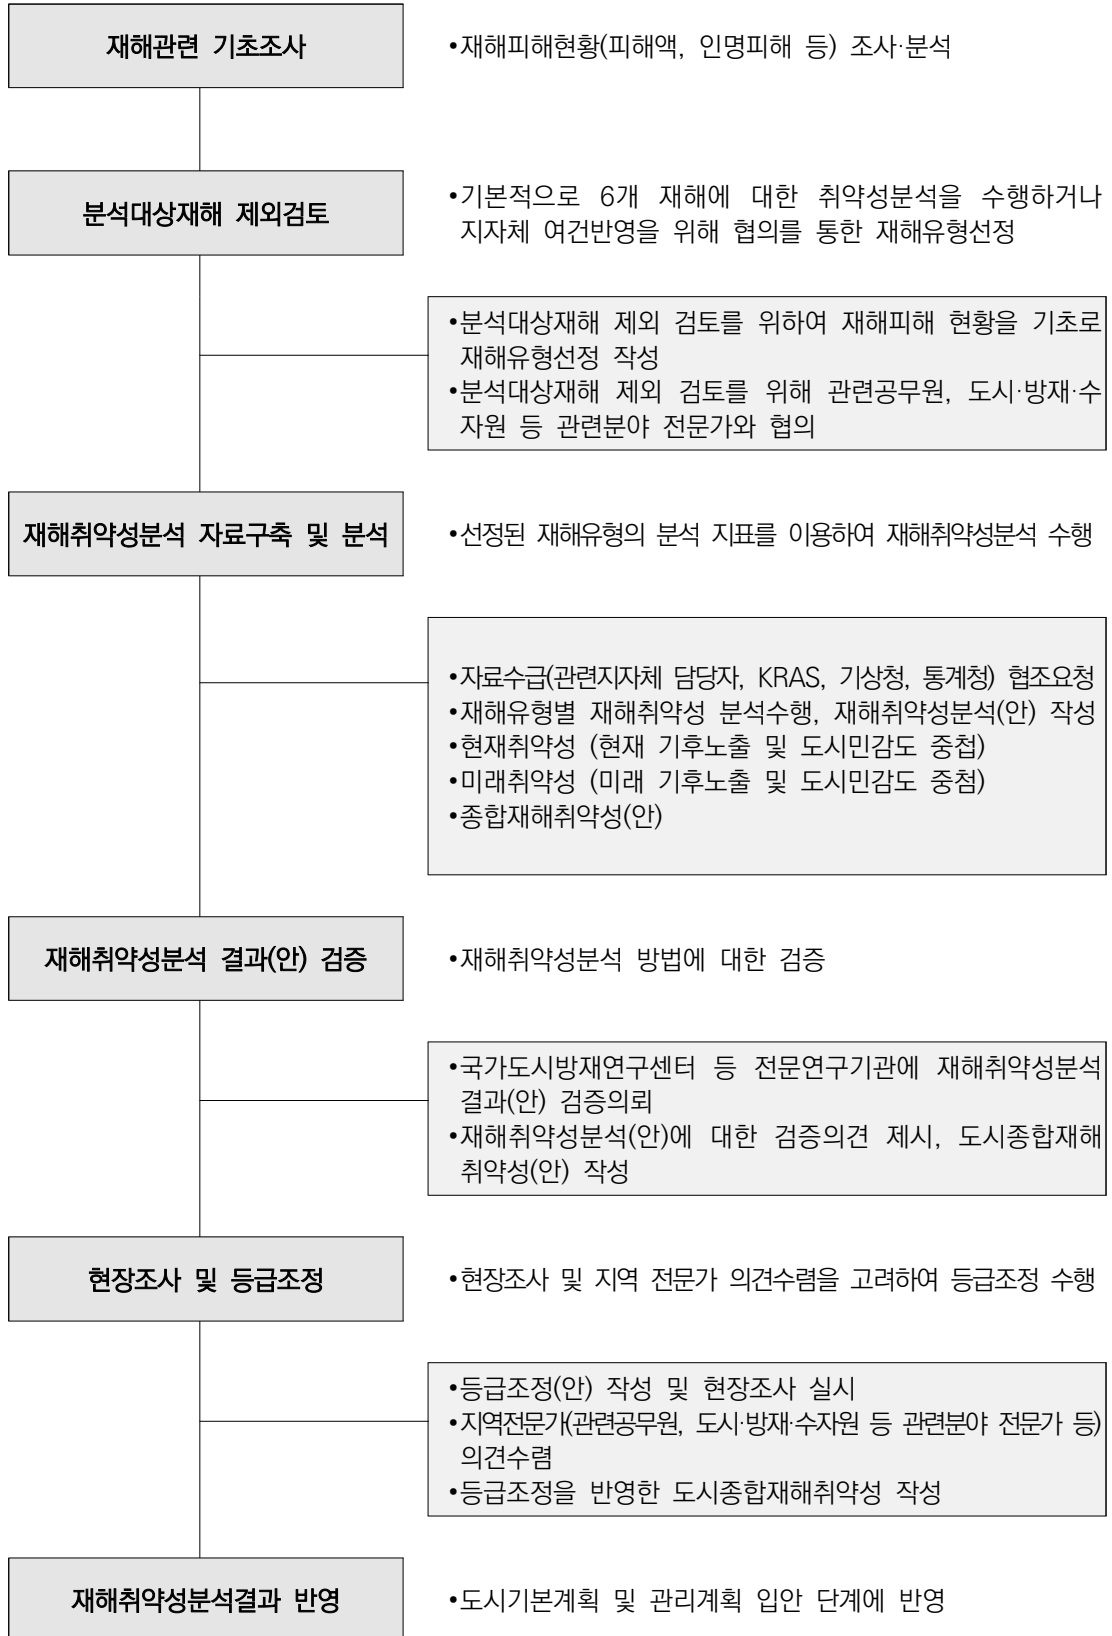 재해관련 기초조사
•재해피해현황(피해액, 인명피해 등) 조사·분석
분석대상재해 제외검토
•기본적으로 6개 재해에 대한 취약성분석을 수행하거나
지자체 여건반영을 위해 협의를 통한 재해유형선정
•분석대상재해 제외 검토를 위하여 재해피해 현황을 기초로
재해유형선정 작성
•분석대상재해 제외 검토를 위해 관련공무원, 도시·방재·수
자원 등 관련분야 전문가와 협의
재해취약성분석 자료구축 및 분석
•선정된 재해유형의 분석 지표를 이용하여 재해취약성분석 수행
•자료수급(관련지자체 담당자, KRAS, 기상청, 통계청) 협조요청
•재해유형별 재해취약성 분석수행, 재해취약성분석(안) 작성
•현재취약성 (현재 기후노출 및 도시민감도 중첩)
•미래취약성 (미래 기후노출 및 도시민감도 중첨)
•종합재해취약성(안)
재해취약성분석 결과(안) 검증
•재해취약성분석 방법에 대한 검증
•국가도시방재연구센터 등 전문연구기관에 재해취약성분석
결과(안) 검증의뢰
•재해취약성분석(안)에 대한 검증의견 제시, 도시종합재해
취약성(안) 작성
현장조사 및 등급조정
•현장조사 및 지역 전문가 의견수렴을 고려하여 등급조정 수행
•등급조정(안) 작성 및 현장조사 실시
•지역전문가(관련공무원, 도시·방재·수자원 등 관련분야 전문가 등)
의견수렴
•등급조정을 반영한 도시종합재해취약성 작성
재해취약성분석결과 반영
•도시기본계획 및 관리계획 입안 단계에 반영